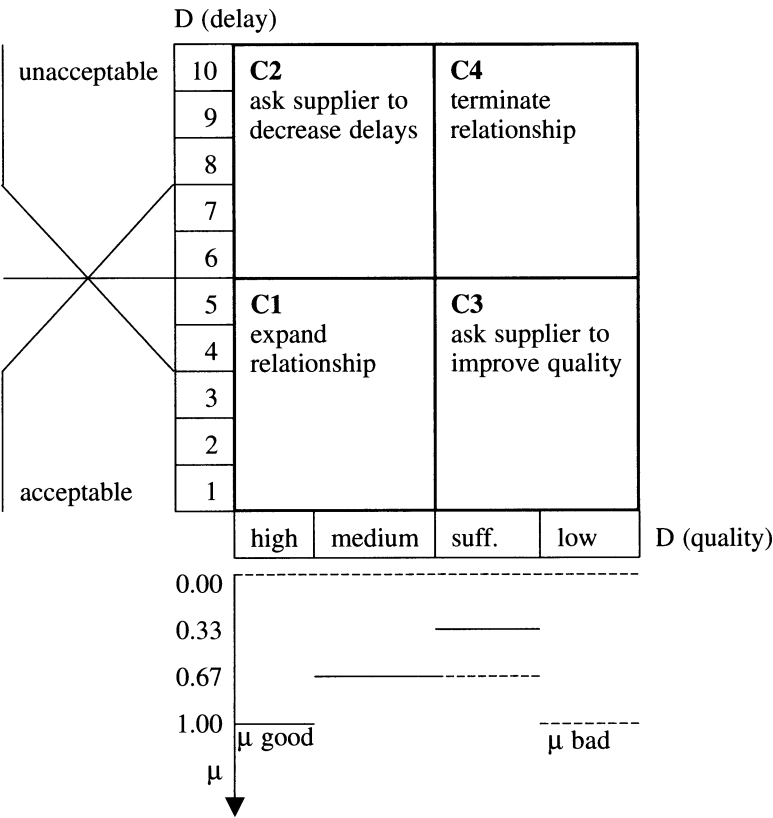 D (delay)
unacceptable
10
9
8
7
6
5
4
3
2
1
acceptable
C2
ask supplier to
decrease delays
C4
terminate
relationship
C1
expand
relationship
C3
ask supplier to
improve quality
high medium suff. low D (quality)
0.00
0.33
0.67
1.00
μ good
μ bad
μ